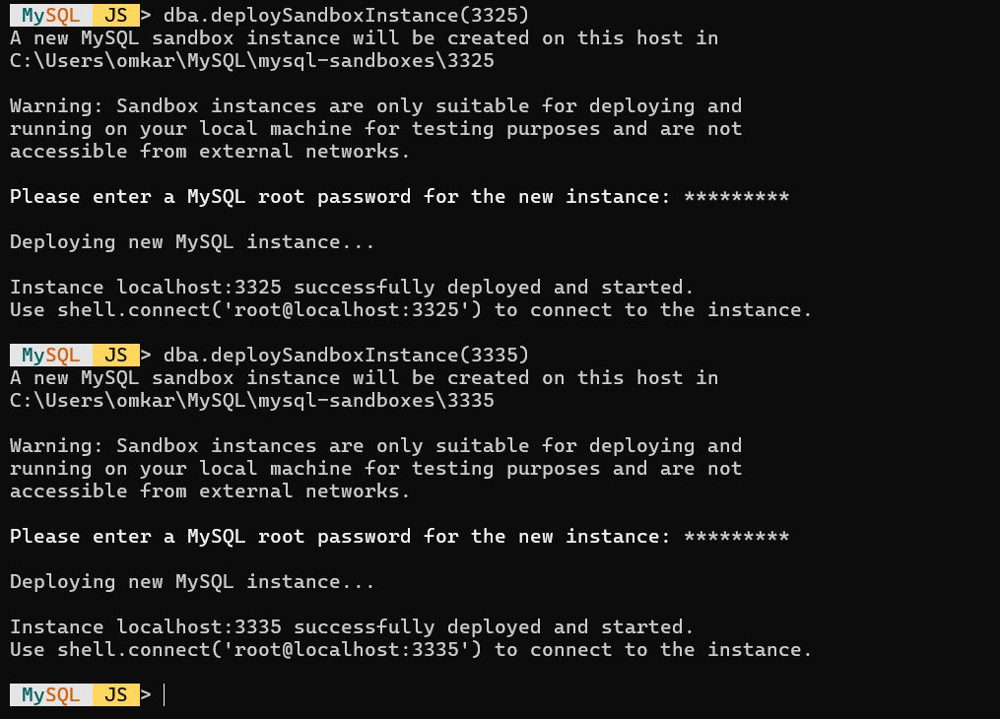 MySQL JS> dba.deploySandboxInstance(3325)
A new MySQL sandbox instance will be created on this host in
C:\Users\omkar\MySQL\mysql-sandboxes\3325
Warning: Sandbox instances are only suitable for deploying and
running on your local machine for testing purposes and are not
accessible from external networks.
Please enter a MySQL root password for the new instance: *********
Deploying new MySQL instance...
Instance localhost:3325 successfully deployed and started.
Use shell.connect('root@localhost:3325') to connect to the instance.
MySQL JS> dba.deploySandboxInstance(3335)
A new MySQL sandbox instance will be created on this host in
C:\Users\omkar\MySQL\mysql-sandboxes\3335
Warning: Sandbox instances are only suitable for deploying and
running on your local machine for testing purposes and are not
accessible from external networks.
Please enter a MySQL root password for the new instance: *********
Deploying new MySQL instance...
Instance localhost:3335 successfully deployed and started.
Use shell.connect('root@localhost:3335') to connect to the instance.
MySQL JS>